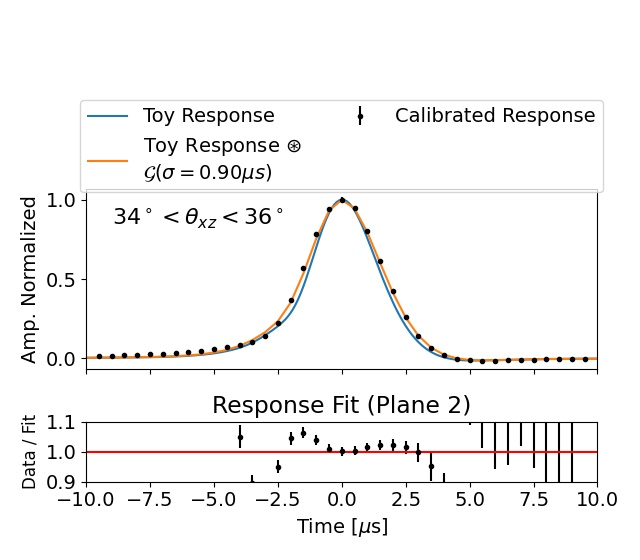 Toy Response
Calibrated Response
Toy Response ⊛
𝒢(σ = 0.90μs)
34° < θxz < 36°
1.0
0.5
0.0
Amp. Normalized
Response Fit (Plane 2)
1.1
1.0
0.9
Data / Fit
−10.0 −7.5 −5.0 −2.5 0.0 2.5 5.0 7.5 10.0
Time [μs]